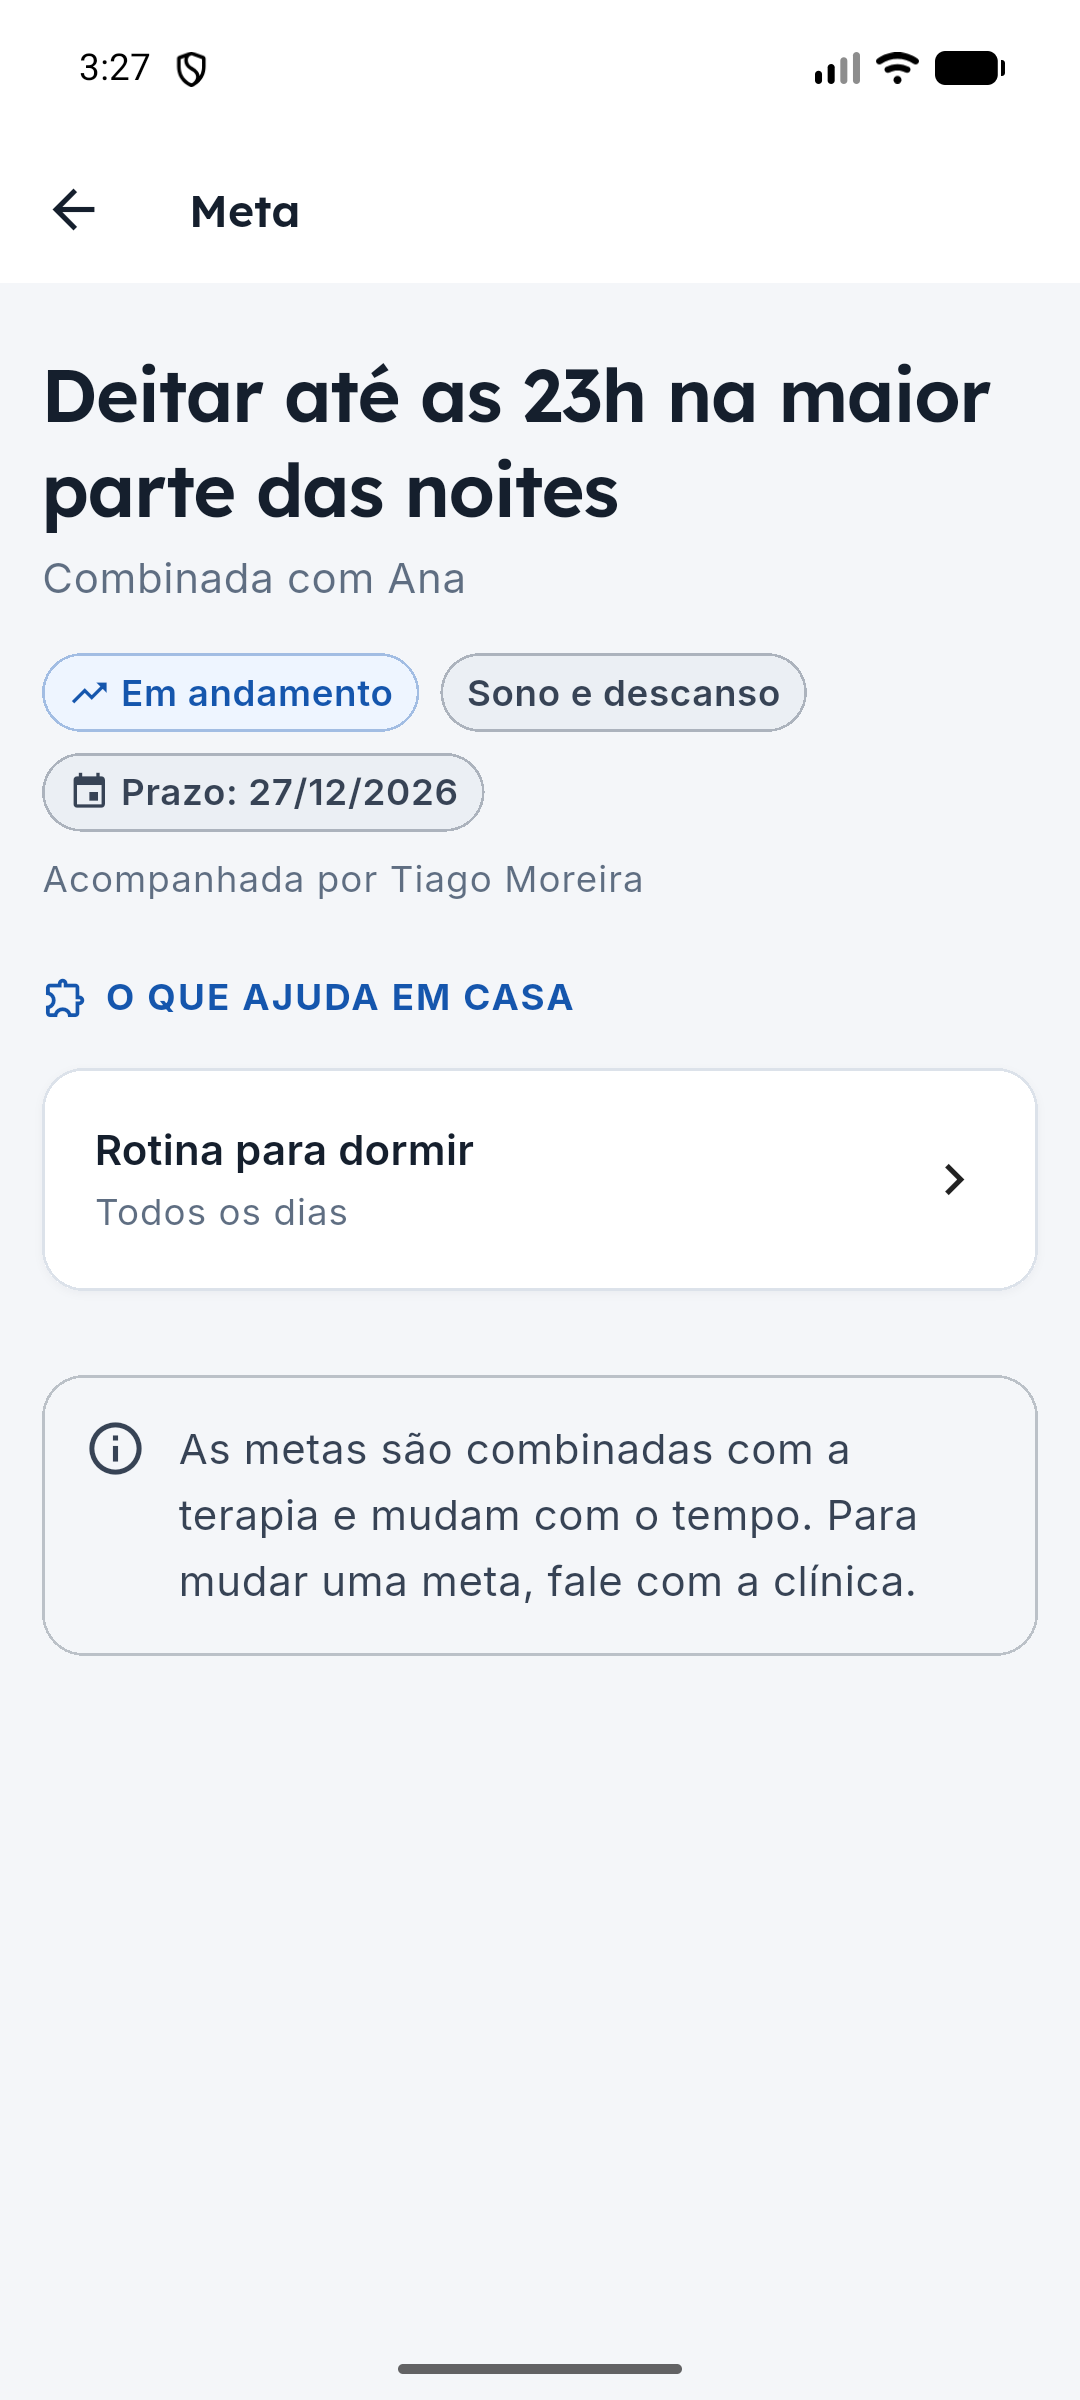 3:27
Meta
Deitar até as 23h na maior
parte das noites
Combinada com Ana
Em andamento
Sono e descanso
Prazo: 27/12/2026
Acompanhada por Tiago Moreira
O QUE AJUDA EM CASA
Rotina para dormir
Todos os dias
As metas são combinadas com a
terapia e mudam com o tempo. Para
mudar uma meta, fale com a clínica.